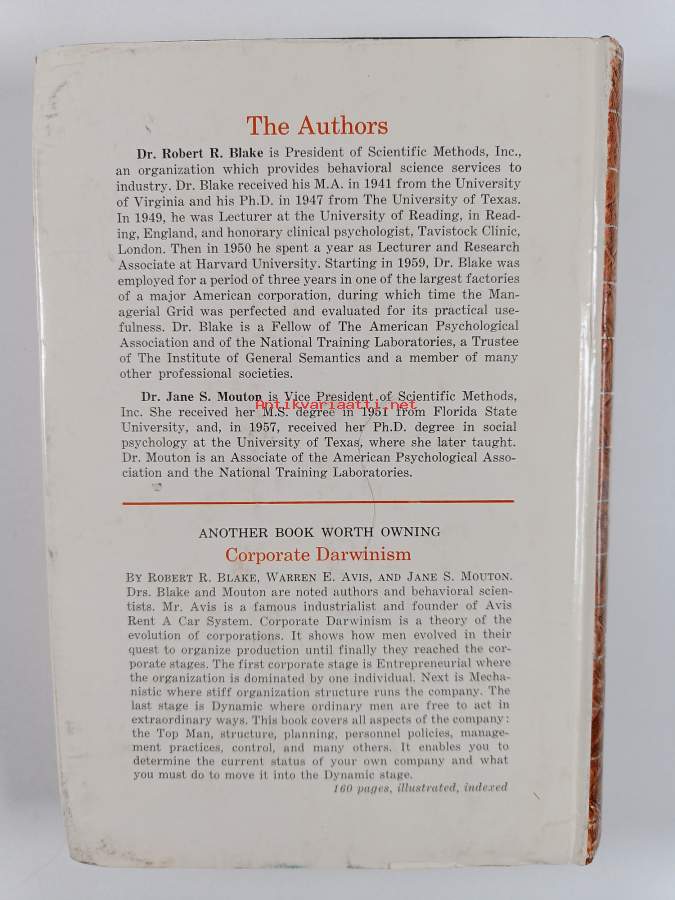 The Authors
Dr. Robert R. Blake is President of Scientific Methods, Inc.,
an organization which provides behavioral science services to
industry. Dr. Blake received his M.A. in 1941 from the University
of Virginia and his Ph.D. in 1947 from The University of Texas.
In 1949, he was Lecturer at the University of Reading, in Read-
ing, England, and honorary clinical psychologist, Tavistock Clinic,
London. Then in 1950 he spent a year as Lecturer and Research
Associate at Harvard University. Starting in 1959, Dr. Blake was
employed for a period of three years in one of the largest factories
of a major American corporation, during which time the Man-
agerial Grid was perfected and evaluated for its practical use-
fulness. Dr. Blake is a Fellow of The American Psychological
Association and of the National Training Laboratories, a Trustee
of The Institute of General Semantics and a member of many
other professional societies.
Dr. Jane S. Mouton is Vice President of Scientific Methods,
Antikvariaatti.net
Inc. She received her M.S. degree in 1951 from Florida State
University, and, in 1957, received her Ph.D. degree in social
psychology at the University of Texas, where she later taught.
Dr. Mouton is an Associate of the American Psychological Asso-
ciation and the National Training Laboratories.
ANOTHER BOOK WORTH OWNING
Corporate Darwinism
BY ROBERT R. BLAKE, WARREN E. AVIS, AND JANE S. MOUTON.
Drs. Blake and Mouton are noted authors and behavioral scien-
tists. Mr. Avis is a famous industrialist and founder of Avis
Rent A Car System. Corporate Darwinism is a theory of the
evolution of corporations. It shows how men evolved in their
quest to organize production until finally they reached the cor-
porate stages. The first corporate stage is Entrepreneurial where
the organization is dominated by one individual. Next is Mecha-
nistic where stiff organization structure runs the company. The
last stage is Dynamic where ordinary men are free to act in
extraordinary ways. This book covers all aspects of the company:
the Top Man, structure, planning, personnel policies, manage-
ment practices, control, and many others. It enables you to
determine the current status of your own company and what
you must do to move it into the Dynamic stage.
160 pages, illustrated, indexed